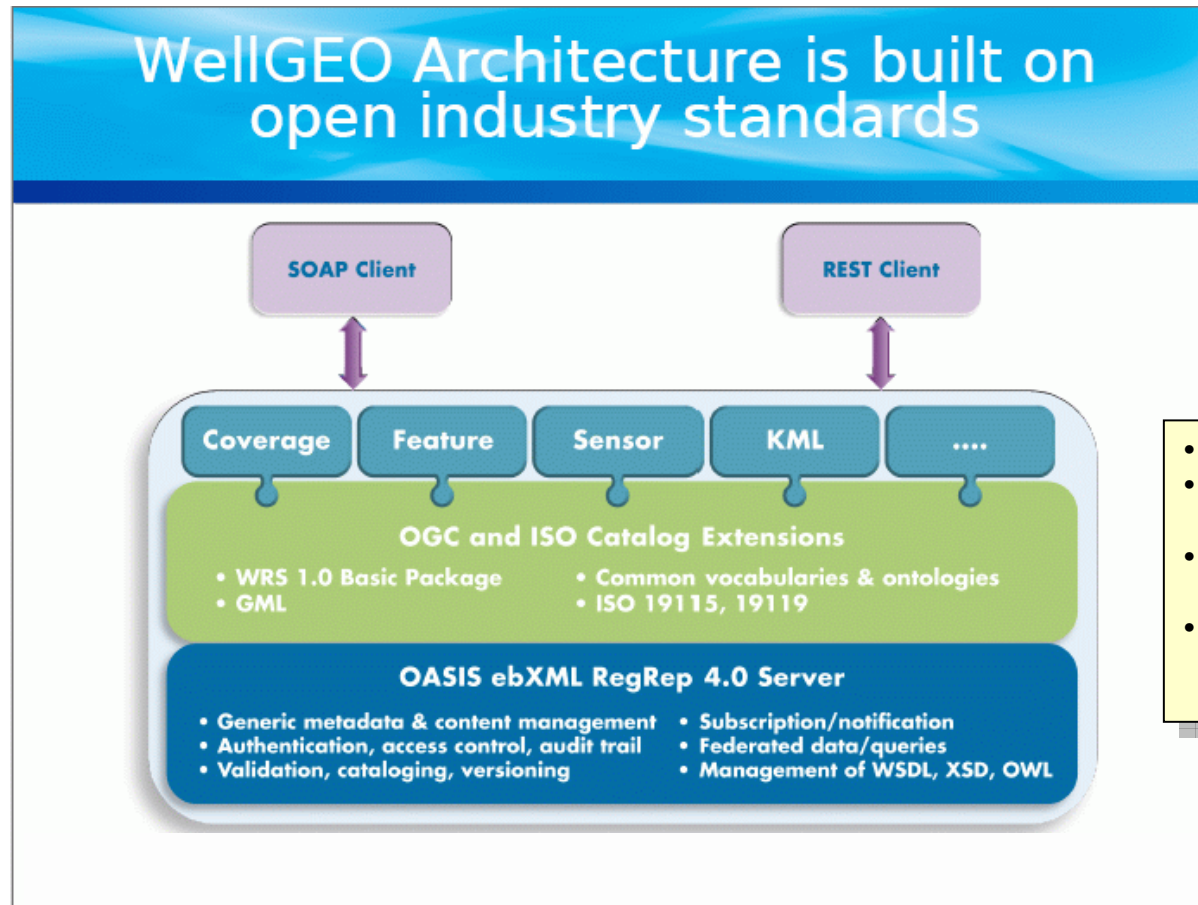 WellGEO Architecture is built on
open industry standards
SOAP Client
REST Client
Coverage
Feature
Sensor
KML
....
OGC and ISO Catalog Extensions
• WRS 1.0 Basic Package
• GML
• Common vocabularies & ontologies
• ISO 19115, 19119
OASIS ebXML RegRep 4.0 Server
• Generic metadata & content management
• Authentication, access control, audit trail
• Validation, cataloging, versioning
• Subscription/notification
• Federated data/queries
• Management of WSDL, XSD, OWL